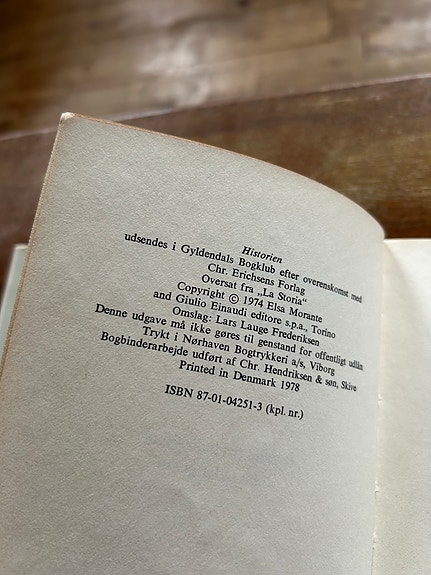 Historien
udsendes i Gyldendals Bogklub efter overenskomst med
Chr. Erichsens Forlag
Oversat fra „La Storia“
Copyright © 1974 Elsa Morante
and Giulio Einaudi editore s.p.a., Torino
Omslag: Lars Lauge Frederiksen
Denne udgave må ikke gøres til genstand for offentligt udlån
Trykt i Nørhaven Bogtrykkeri a/s, Viborg
Bogbinderarbejde udført af Chr. Hendriksen & søn, Skive
Printed in Denmark 1978
ISBN 87-01-04251-3 (kpl. nr.)